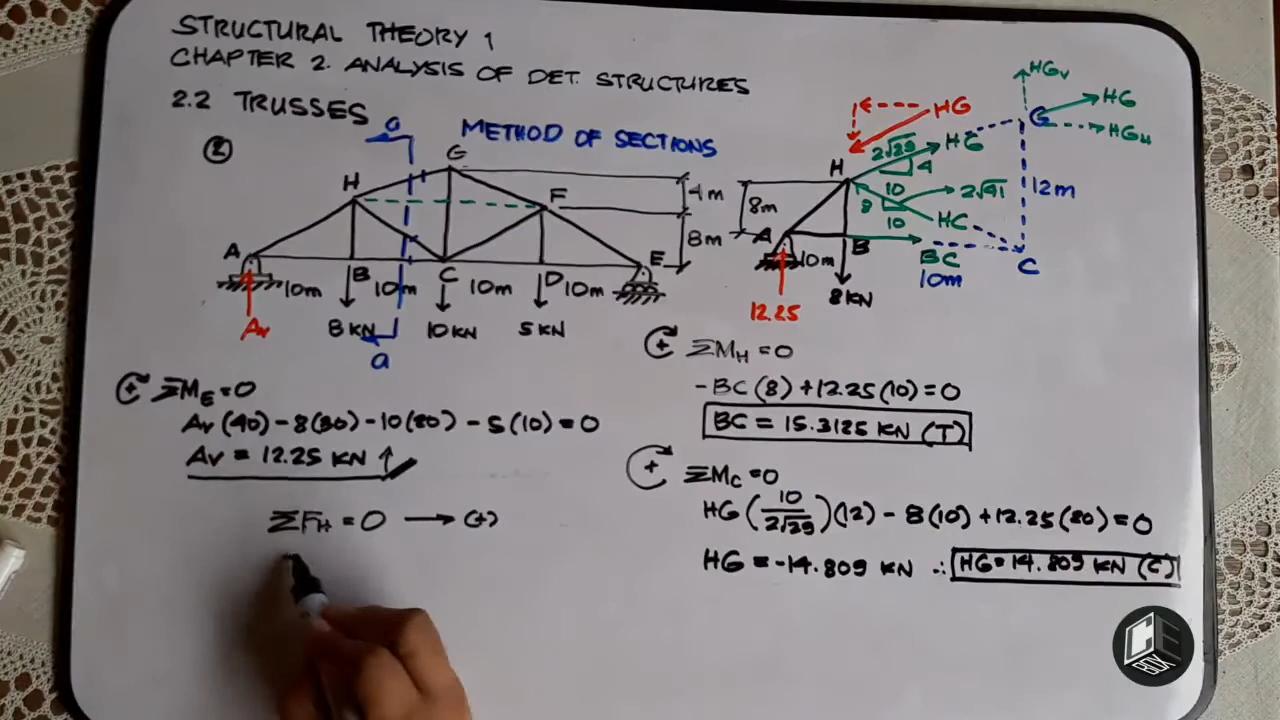 STRUCTURAL THEORY 1
CHAPTER 2. ANALYSIS OF DET. STRUCTURES
2.2 TRUSSES
METHOD OF SECTIONS
2
a
G
H
F
4m
8m
A
E
B
C
D
10m
10m
10m
10m
Av
8 KN
10KN
5 KN
a
HGv
HG
HG
G
HGH
2√29
HG
4
10
H
8m
8
10
2√41
HC
12m
A
B
BC
C
10m
10m
12.25
8 KN
+ ΣME = 0
Av (40) - 8(30) - 10(20) - 5(10) = 0
Av = 12.25 KN ↑
ΣFH = 0 → (+)
+ ΣMH = 0
- BC (8) + 12.25 (10) = 0
BC = 15.3125 KN (T)
+ ΣMC = 0
HG (10/2√29)(12) - 8(10) + 12.25(20) = 0
HG = -14.809 KN ∴ HG = 14.809 KN (C)
CE BOX